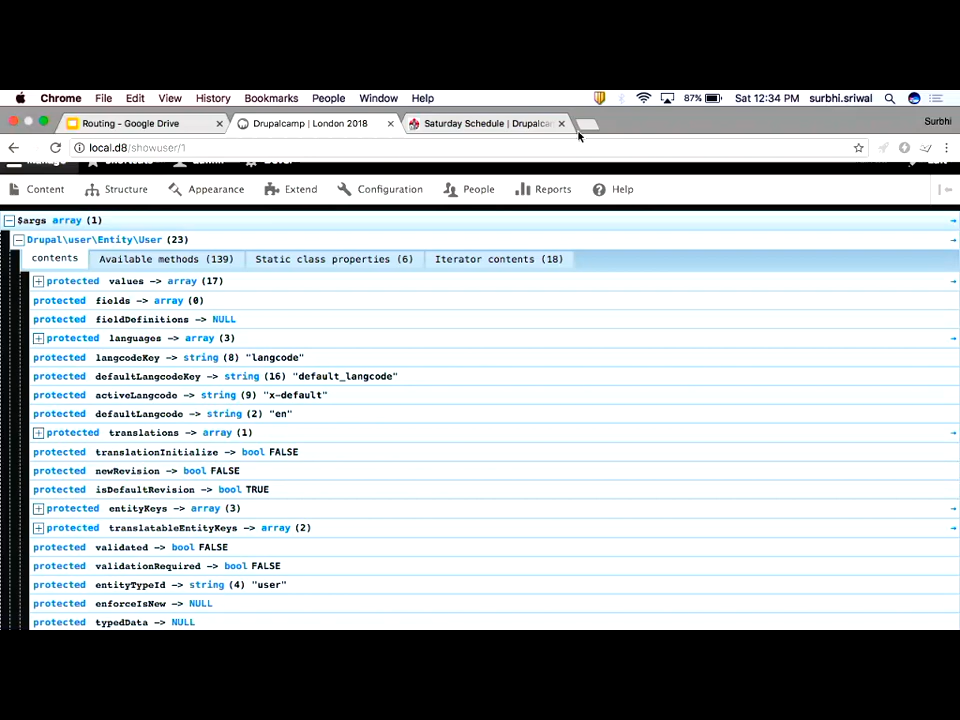 Chrome File Edit View History Bookmarks People Window Help 87% Sat 12:34 PM surbhi.sriwal
Routing - Google Drive Drupalcamp | London 2018 Saturday Schedule | Drupalcam Surbhi
local.d8/showuser/1
Content Structure Appearance Extend Configuration People Reports Help
$args array (1)
Drupal\user\Entity\User (23)
contents Available methods (139) Static class properties (6) Iterator contents (18)
protected values -> array (17)
protected fields -> array (0)
protected fieldDefinitions -> NULL
protected languages -> array (3)
protected langcodeKey -> string (8) "langcode"
protected defaultLangcodeKey -> string (16) "default_langcode"
protected activeLangcode -> string (9) "x-default"
protected defaultLangcode -> string (2) "en"
protected translations -> array (1)
protected translationInitialize -> bool FALSE
protected newRevision -> bool FALSE
protected isDefaultRevision -> bool TRUE
protected entityKeys -> array (3)
protected translatableEntityKeys -> array (2)
protected validated -> bool FALSE
protected validationRequired -> bool FALSE
protected entityTypeId -> string (4) "user"
protected enforceIsNew -> NULL
protected typedData -> NULL